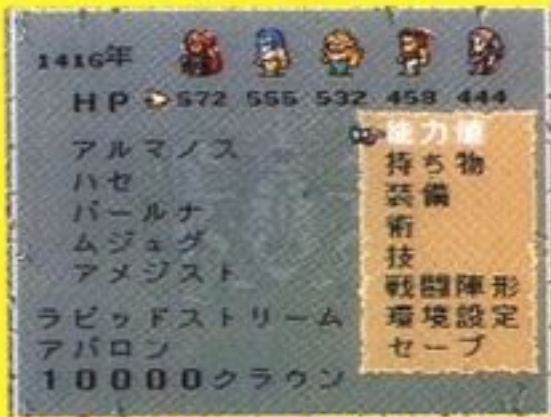 1416年
HP 572 555 532 458 444
アルマノス
ハセ
パールナ
ムジュグ
アメジスト
ラピッドストリーム
アバロン
10000クラウン
能力値
持ち物
装備
術
技
戦闘陣形
環境設定
セーブ